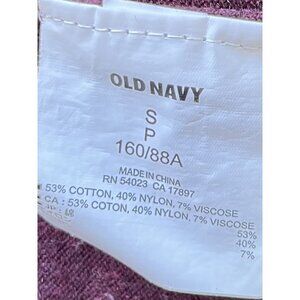 OLD NAVY
S
P
160/88A
MADE IN CHINA
RN 54023 CA 17897
53% COTTON, 40% NYLON, 7% VISCOSE
CA : 53% COTON, 40% NYLON, 7% VISCOSE
53%
40%
7%